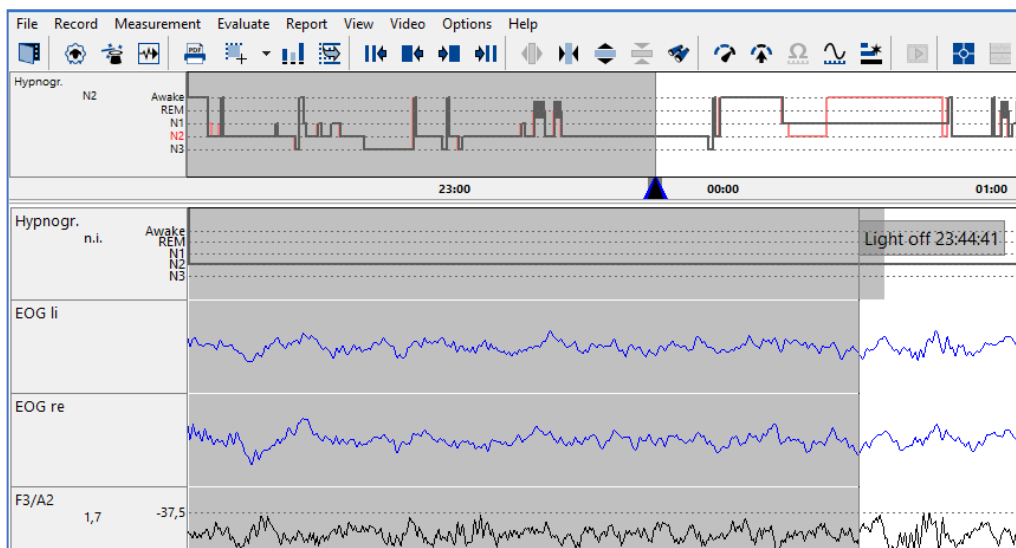 File Record Measurement Evaluate Report View Video Options Help
PDF
Hypnogr.
N2
Awake
REM
N1
N2
N3
23:00 00:00 01:00
Hypnogr.
n.i.
Awake
REM
N1
N2
N3
Light off 23:44:41
EOG li
EOG re
F3/A2
1,7
-37,5